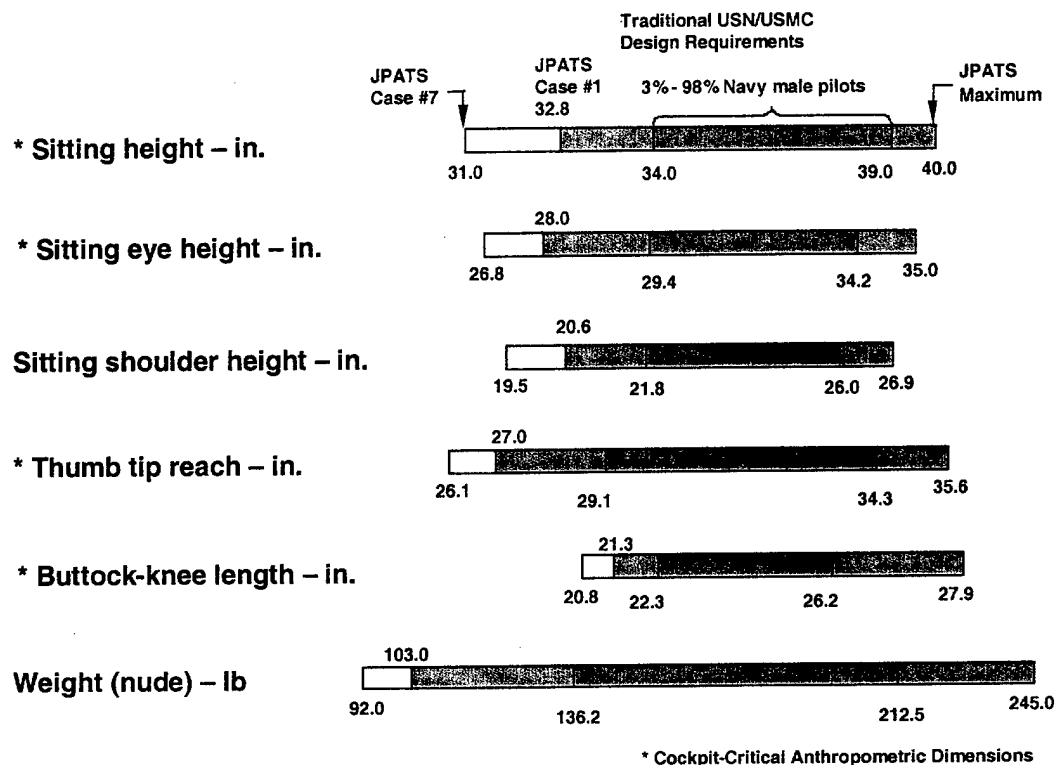 Traditional USN/USMC
Design Requirements
JPATS
Case #7
JPATS
Case #1
32.8
3%- 98% Navy male pilots
JPATS
Maximum
* Sitting height – in.
31.0 34.0 39.0 40.0
28.0
* Sitting eye height – in.
26.8 29.4 34.2 35.0
20.6
Sitting shoulder height – in.
19.5 21.8 26.0 26.9
27.0
* Thumb tip reach – in.
26.1 29.1 34.3 35.6
21.3
* Buttock-knee length – in.
20.8 22.3 26.2 27.9
103.0
Weight (nude) – lb
92.0 136.2 212.5 245.0
* Cockpit-Critical Anthropometric Dimensions